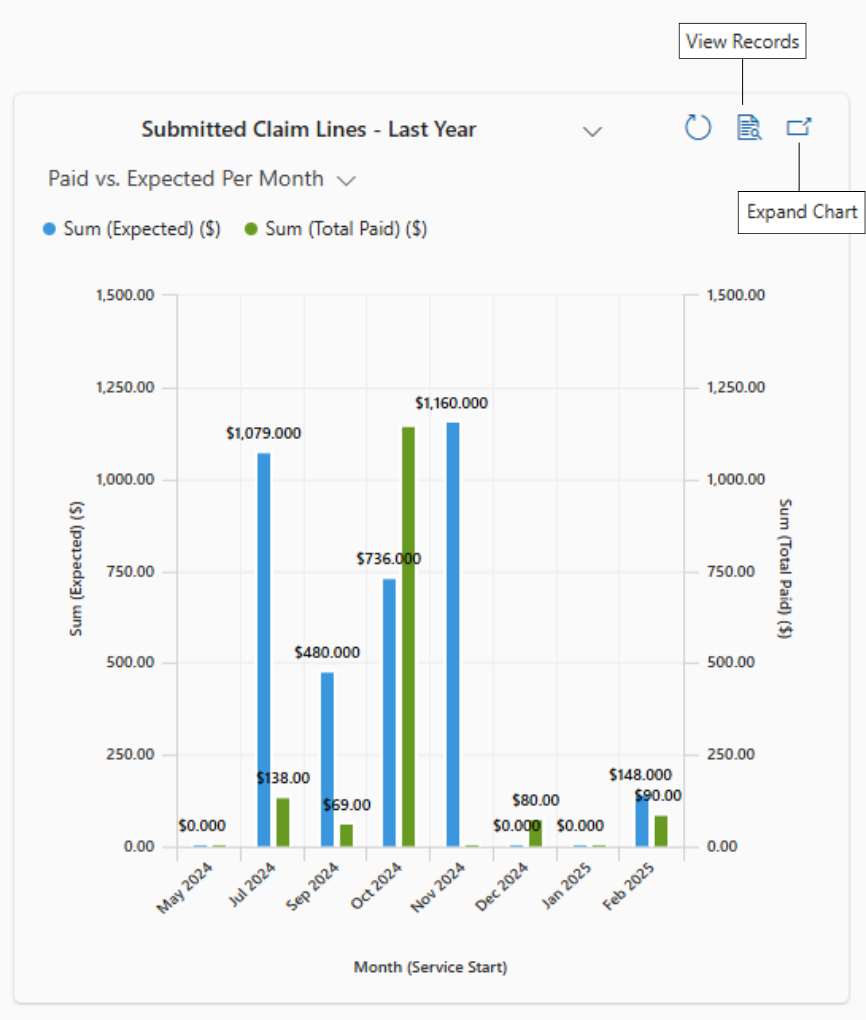 View Records
Submitted Claim Lines - Last Year
Paid vs. Expected Per Month
Expand Chart
Sum (Expected) ($) Sum (Total Paid) ($)
1,500.00 1,500.00
1,250.00 1,250.00
$1,160.000
$1,079.000
1,000.00 1,000.00
Sum (Expected) ($)
Sum (Total Paid) ($)
750.00 750.00
$736.000
500.00 500.00
$480.000
250.00 250.00
$138.00
$148.000
$69.00
$80.00
$90.00
$0.000 $0.000 $0.000
0.00 0.00
May 2024 Jul 2024 Sep 2024 Oct 2024 Nov 2024 Dec 2024 Jan 2025 Feb 2025
Month (Service Start)